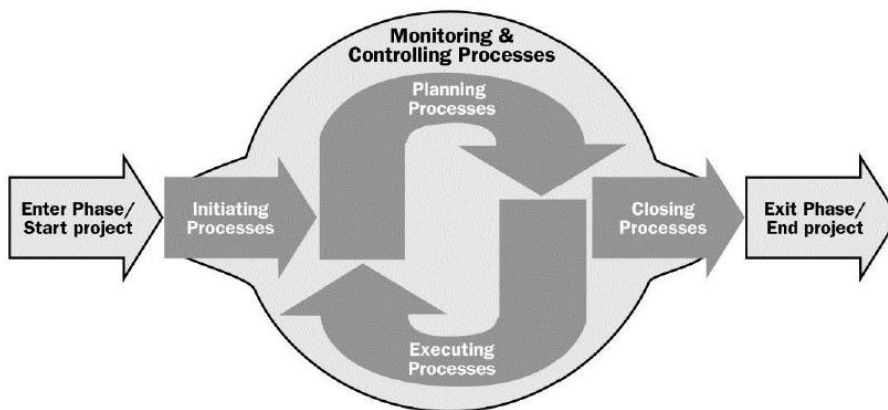 Monitoring &
Controlling Processes
Planning
Processes
Enter Phase/
Start project
Initiating
Processes
Closing
Processes
Exit Phase/
End project
Executing
Processes